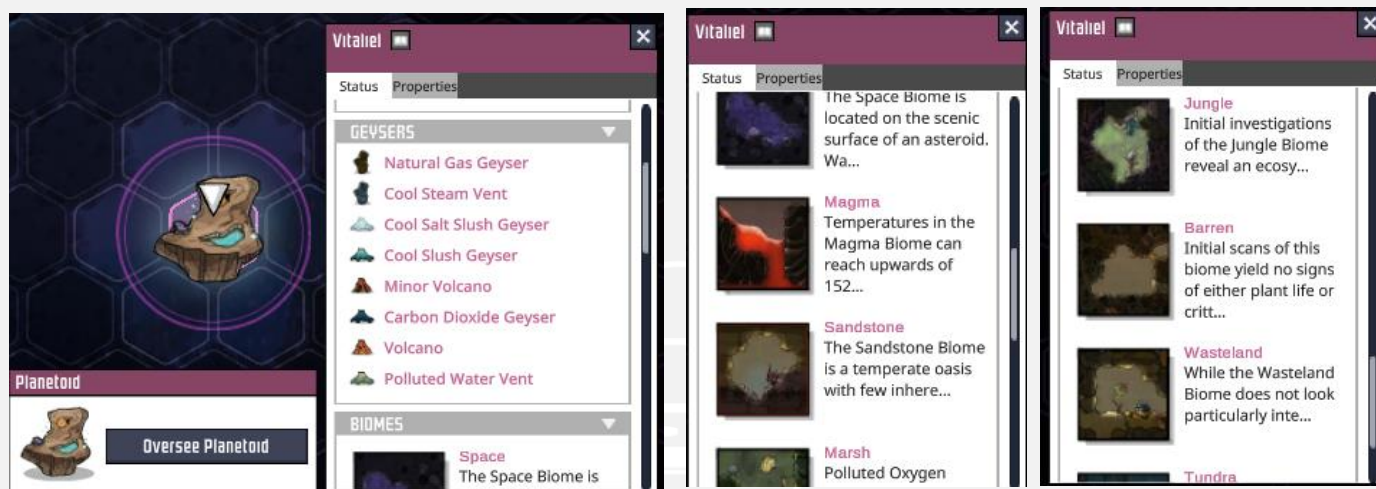 Vitaliel
Status Properties
GEYSERS
Natural Gas Geyser
Cool Steam Vent
Cool Salt Slush Geyser
Cool Slush Geyser
Minor Volcano
Carbon Dioxide Geyser
Volcano
Polluted Water Vent
BIOMES
Space
The Space Biome is
Planetoid
Oversee Planetoid
Vitaliel
Status Properties
The Space Biome is
located on the scenic
surface of an asteroid.
Wa...
Magma
Temperatures in the
Magma Biome can
reach upwards of
152...
Sandstone
The Sandstone Biome
is a temperate oasis
with few inhere...
Marsh
Polluted Oxygen
Vitaliel
Status Properties
Jungle
Initial investigations
of the Jungle Biome
reveal an ecosy...
Barren
Initial scans of this
biome yield no signs
of either plant life or
critt...
Wasteland
While the Wasteland
Biome does not look
particularly inte...
Tundra